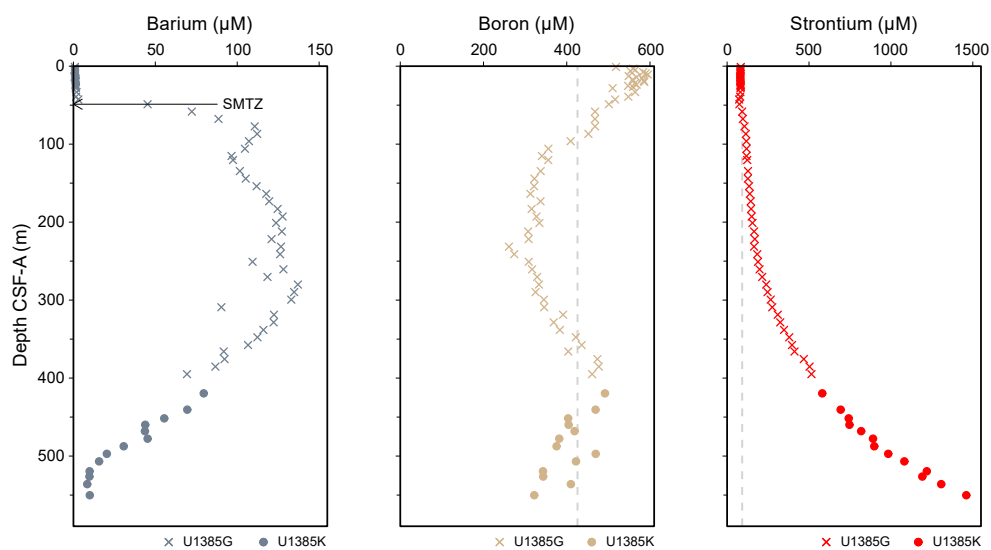 Barium (µM) Boron (µM) Strontium (µM)
0 50 100 150 0 200 400 600 0 500 1000 1500
0
SMTZ
100
200
300
400
500
Depth CSF-A (m)
U1385G U1385K U1385G U1385K U1385G U1385K